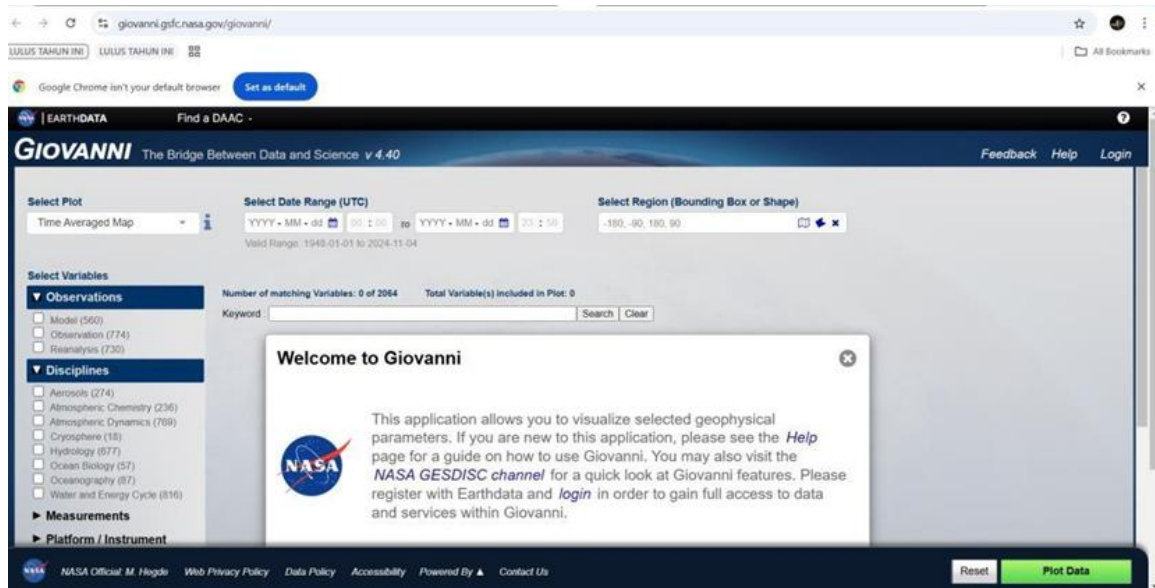 giovanni.gsfc.nasa.gov/giovanni/
LULUS TAHUN INI LULUS TAHUN INI
All Bookmarks
Google Chrome isn't your default browser Set as default
NASA | EARTHDATA Find a DAAC -
GIOVANNI The Bridge Between Data and Science v 4.40 Feedback Help Login
Select Plot Select Date Range (UTC) Select Region (Bounding Box or Shape)
Time Averaged Map YYYY - MM - dd 00 : 00 to YYYY - MM - dd 23 : 59 -180, -90, 180, 90
Valid Range: 1948-01-01 to 2024-11-04
Select Variables
▼ Observations Number of matching Variables: 0 of 2064 Total Variable(s) included in Plot: 0
Keyword : Search Clear
Model (560)
Observation (774)
Reanalysis (730)
▼ Disciplines
Aerosols (274)
Atmospheric Chemistry (236)
Atmospheric Dynamics (769)
Cryosphere (18)
Hydrology (677)
Ocean Biology (57)
Oceanography (87)
Water and Energy Cycle (816)
► Measurements
► Platform / Instrument
Welcome to Giovanni
NASA
This application allows you to visualize selected geophysical
parameters. If you are new to this application, please see the Help
page for a guide on how to use Giovanni. You may also visit the
NASA GESDISC channel for a quick look at Giovanni features. Please
register with Earthdata and login in order to gain full access to data
and services within Giovanni.
NASA Official: M. Hegde Web Privacy Policy Data Policy Accessibility Powered By ▲ Contact Us Reset Plot Data